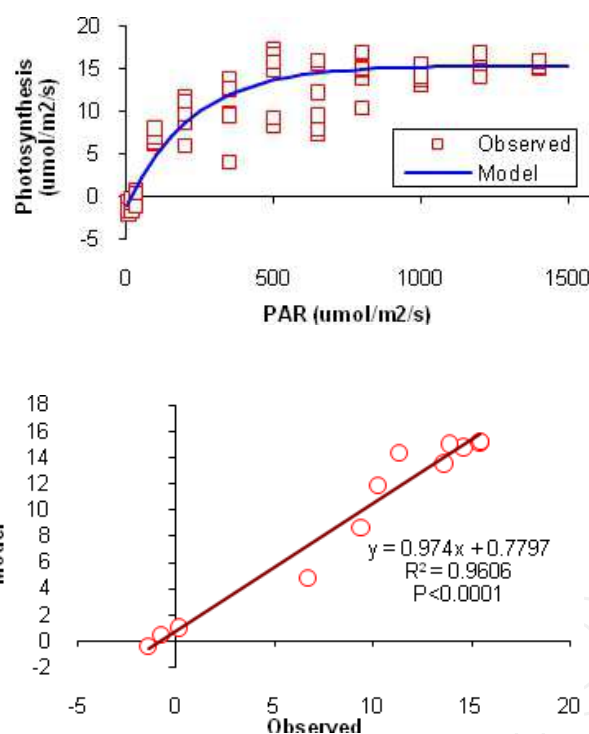 20
15
10
5
0
-5
Photosynthesis
(umol/m2/s)
Observed
Model
0 500 1000 1500
PAR (umol/m2/s)
18
16
14
12
10
8
6
4
2
0
-2
Model
y = 0.974x + 0.7797
R² = 0.9606
P<0.0001
-5 0 5 10 15 20
Observed